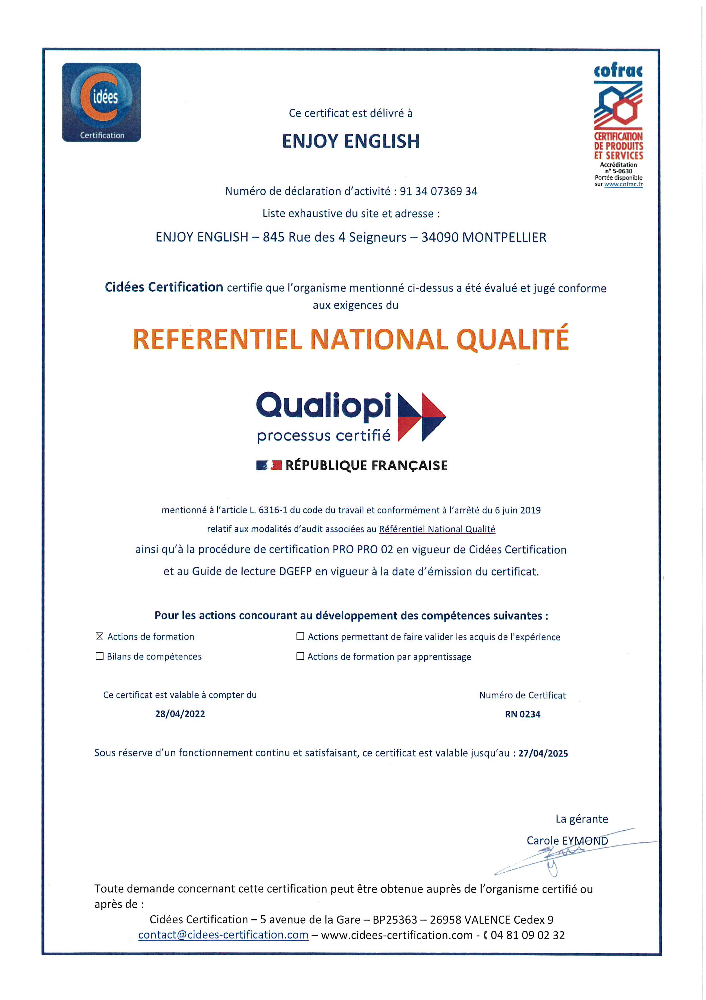 Cidées
Certification
cofrac
CERTIFICATION
DE PRODUITS
ET SERVICES
Accréditation
n° 5-0630
Portée disponible
sur www.cofrac.fr
Ce certificat est délivré à
ENJOY ENGLISH
Numéro de déclaration d'activité : 91 34 07369 34
Liste exhaustive du site et adresse :
ENJOY ENGLISH – 845 Rue des 4 Seigneurs – 34090 MONTPELLIER
Cidées Certification certifie que l'organisme mentionné ci-dessus a été évalué et jugé conforme
aux exigences du
REFERENTIEL NATIONAL QUALITÉ
Qualiopi
processus certifié
RÉPUBLIQUE FRANÇAISE
mentionné à l'article L. 6316-1 du code du travail et conformément à l'arrêté du 6 juin 2019
relatif aux modalités d'audit associées au Référentiel National Qualité
ainsi qu'à la procédure de certification PRO PRO 02 en vigueur de Cidées Certification
et au Guide de lecture DGEFP en vigueur à la date d'émission du certificat.
Pour les actions concourant au développement des compétences suivantes :
☒ Actions de formation ☐ Actions permettant de faire valider les acquis de l'expérience
☐ Bilans de compétences ☐ Actions de formation par apprentissage
Ce certificat est valable à compter du Numéro de Certificat
28/04/2022 RN 0234
Sous réserve d'un fonctionnement continu et satisfaisant, ce certificat est valable jusqu'au : 27/04/2025
La gérante
Carole EYMOND
Toute demande concernant cette certification peut être obtenue auprès de l'organisme certifié ou
après de :
Cidées Certification – 5 avenue de la Gare – BP25363 – 26958 VALENCE Cedex 9
contact@cidees-certification.com – www.cidees-certification.com - 04 81 09 02 32